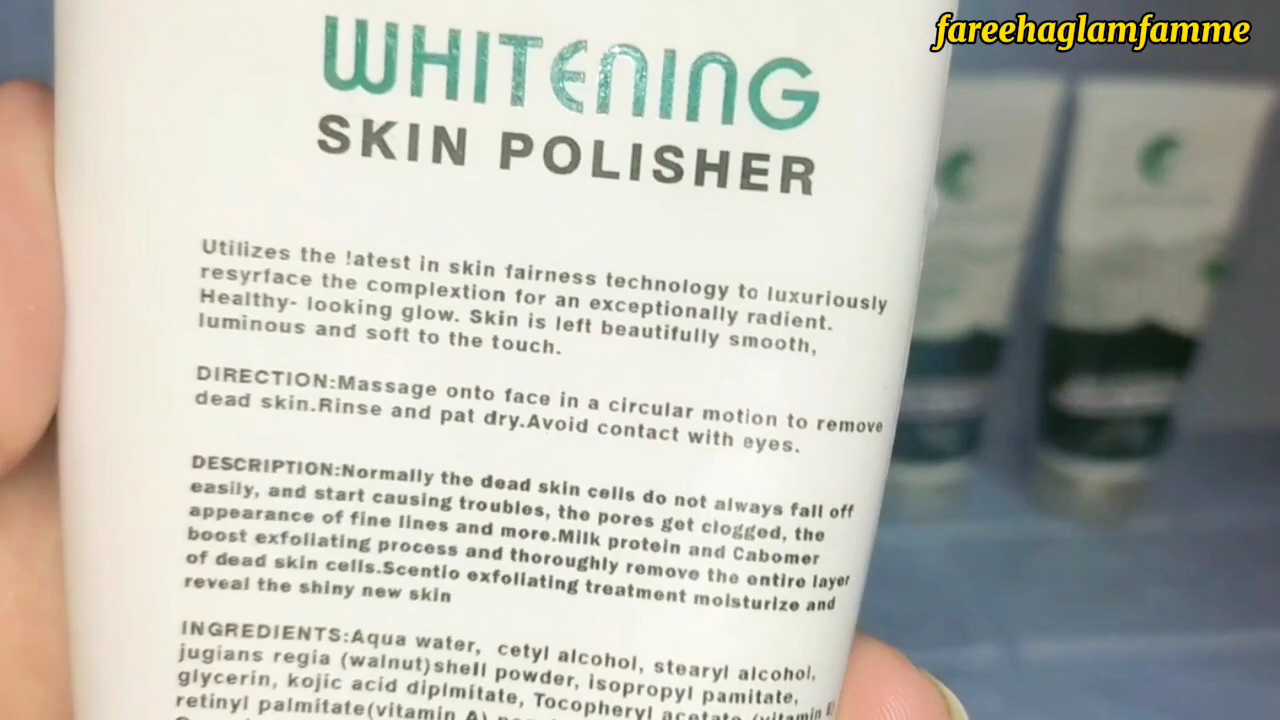 fareehaglamfamme
WHITENING
SKIN POLISHER
Utilizes the !atest in skin fairness technology to luxuriously
resyrface the complextion for an exceptionally radient.
Healthy- looking glow. Skin is left beautifully smooth,
luminous and soft to the touch.
DIRECTION:Massage onto face in a circular motion to remove
dead skin.Rinse and pat dry.Avoid contact with eyes.
DESCRIPTION:Normally the dead skin cells do not always fall off
easily, and start causing troubles, the pores get clogged, the
appearance of fine lines and more.Milk protein and Cabomer
boost exfoliating process and thoroughly remove the entire layer
of dead skin cells.Scentio exfoliating treatment moisturize and
reveal the shiny new skin
INGREDIENTS:Aqua water, cetyl alcohol, stearyl alcohol,
jugians regia (walnut)shell powder, isopropyl pamitate,
glycerin, kojic acid diplmitate, Tocopheryl acetate (vitamin E)
retinyl palmitate(vitamin A)